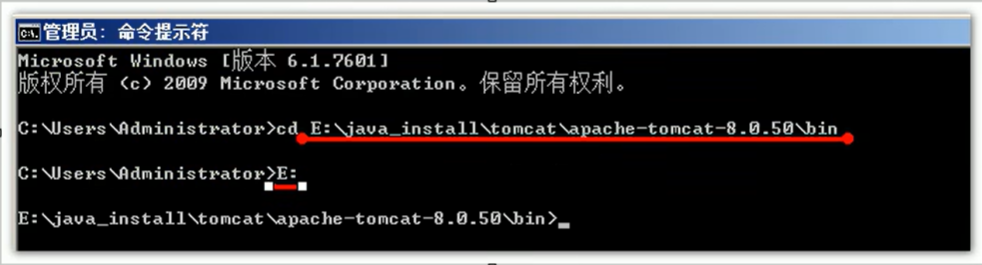 管理员: 命令提示符
Microsoft Windows [版本 6.1.7601]
版权所有 (c) 2009 Microsoft Corporation。保留所有权利。
C:\Users\Administrator>cd E:\java_install\tomcat\apache-tomcat-8.0.50\bin
C:\Users\Administrator>E:
E:\java_install\tomcat\apache-tomcat-8.0.50\bin>